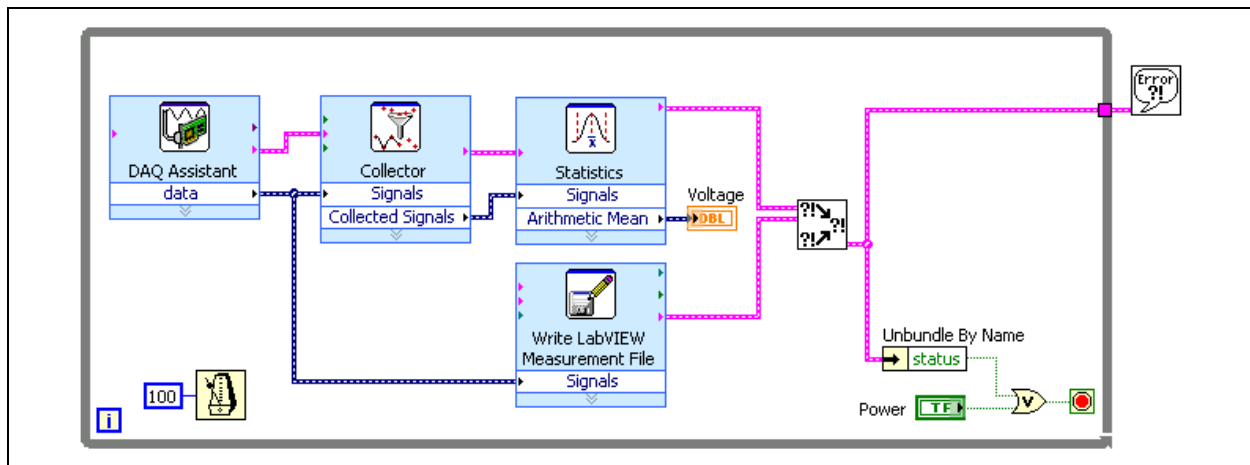 Error
?!
DAQ Assistant
data
Collector
Signals
Collected Signals
Statistics
Signals
Arithmetic Mean
Voltage
DBL
?! ?!
?!
Write LabVIEW
Measurement File
Signals
Unbundle By Name
status
Power
TF
V
100
i